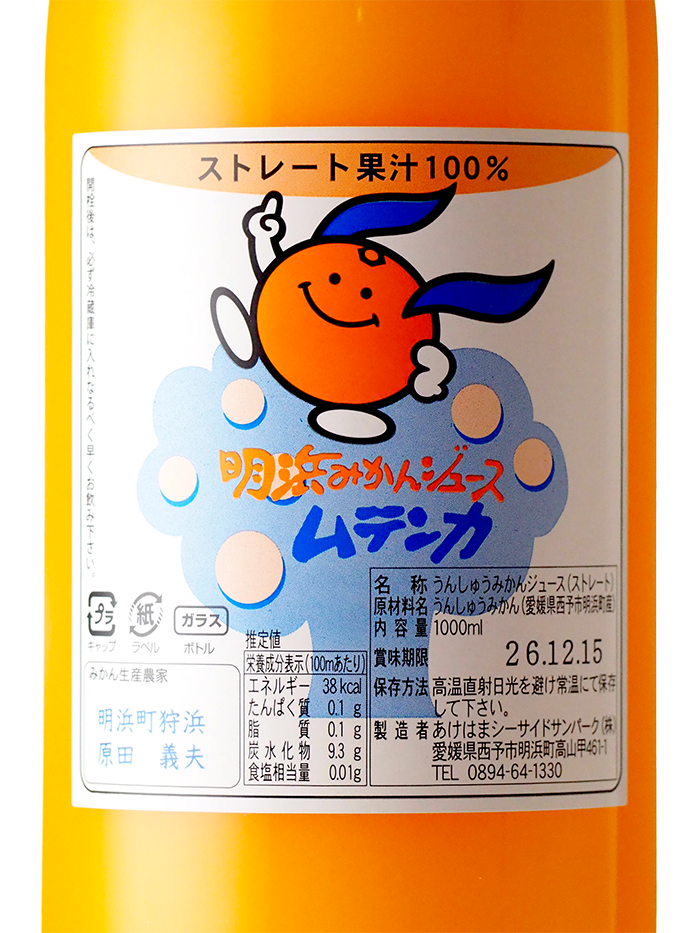 ストレート果汁100%
開栓後は、必ず冷蔵庫に入れなるべく早くお飲み下さい。
明浜みかんジュース
ムテンカ
プラ
キャップ
紙
ラベル
ガラス
ボトル
みかん生産農家
明浜町狩浜
原田 義夫
推定値
栄養成分表示(100mあたり)
エネルギー 38kcal
たんぱく質 0.1 g
脂質 0.1 g
炭水化物 9.3 g
食塩相当量 0.01g
名称 うんしゅうみかんジュース(ストレート)
原材料名 うんしゅうみかん(愛媛県西予市明浜町産)
内容量 1000ml
賞味期限 26.12.15
保存方法 高温直射日光を避け常温にて保存
して下さい。
製造者 あけはまシーサイドサンパーク(株)
愛媛県西予市明浜町高山甲461-1
TEL 0894-64-1330